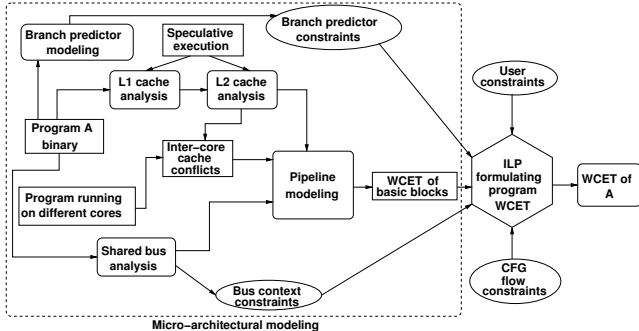 Branch predictor
modeling
Speculative
execution
Branch predictor
constraints
L1 cache
analysis
L2 cache
analysis
User
constraints
Program A
binary
Inter-core
cache
conflicts
Program running
on different cores
Pipeline
modeling
WCET of
basic blocks
ILP
formulating
program
WCET
WCET of
A
Shared bus
analysis
Bus context
constraints
CFG
flow
constraints
Micro-architectural modeling